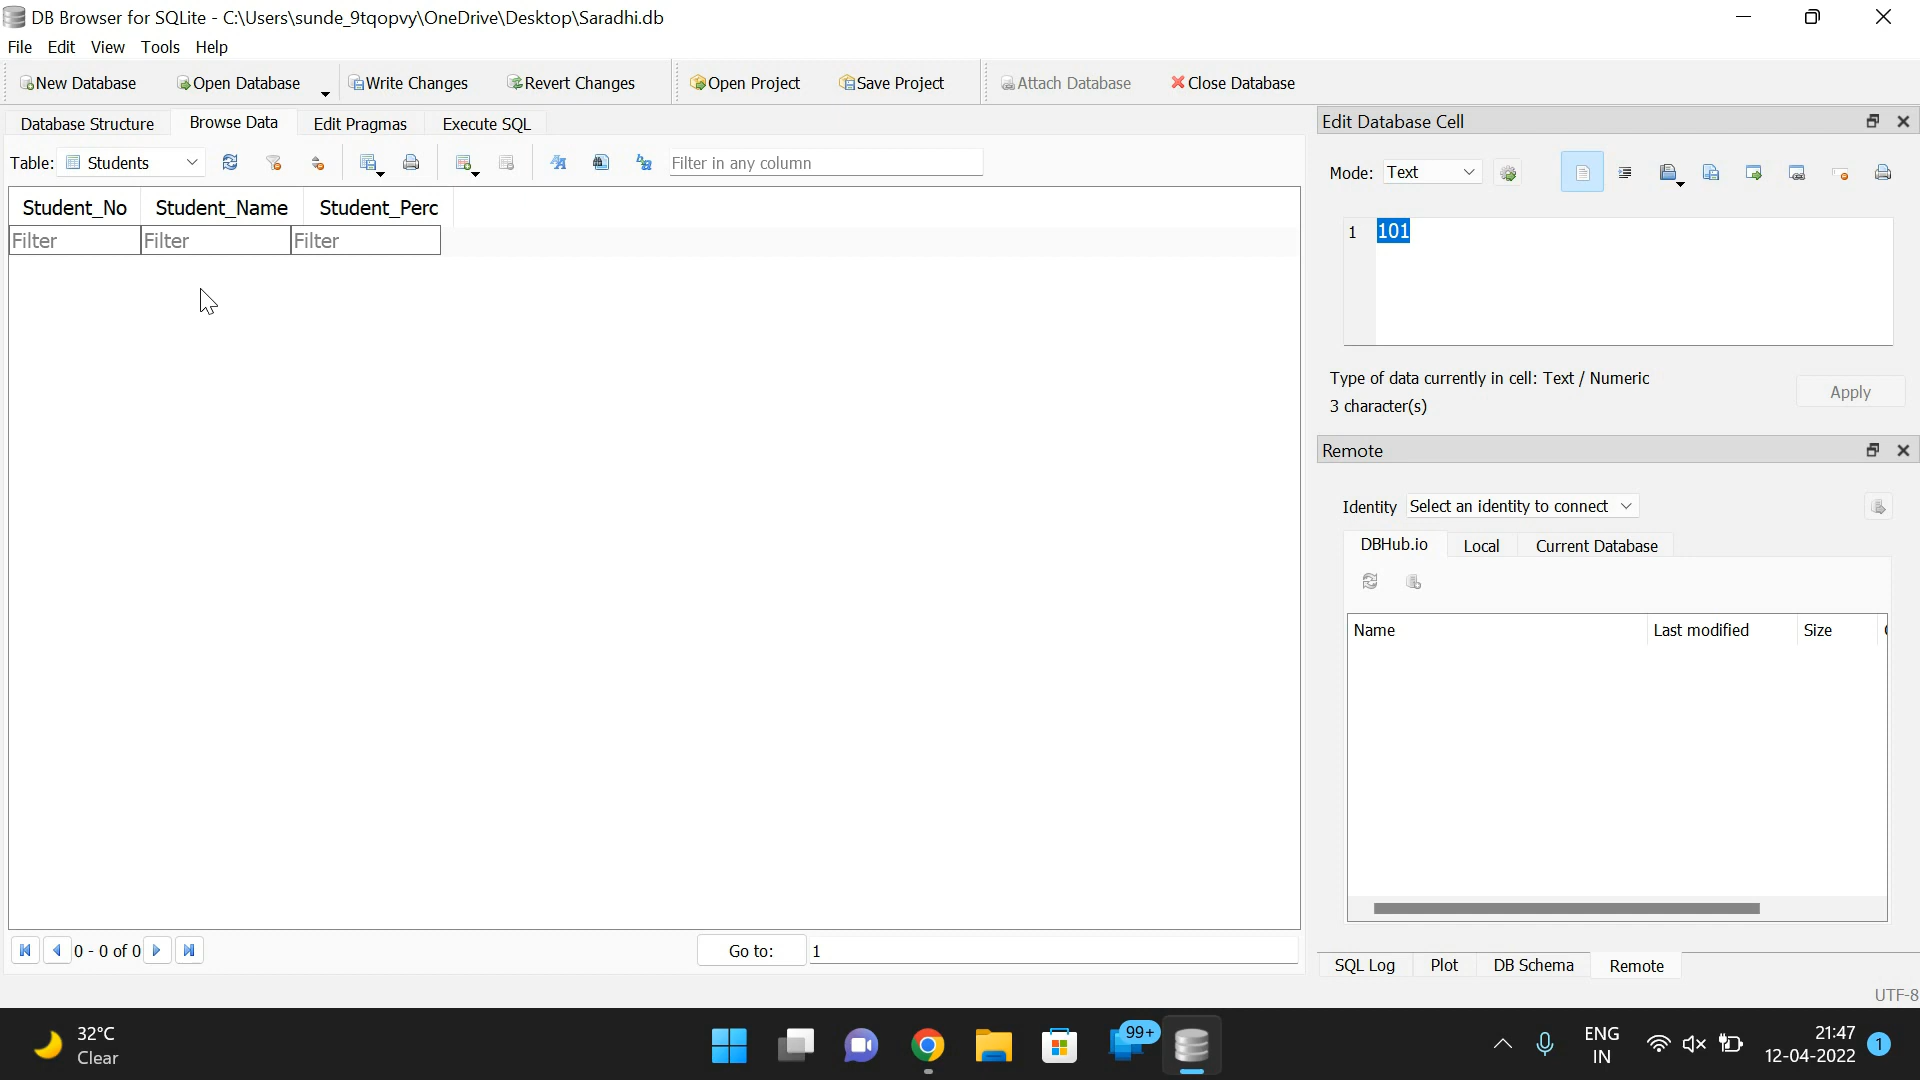 DB Browser for SQLite - C:\Users\sunde_9tqopvy\OneDrive\Desktop\Saradhi.db
File Edit View Tools Help
New Database Open Database Write Changes Revert Changes Open Project Save Project Attach Database Close Database
Database Structure Browse Data Edit Pragmas Execute SQL
Table: Students Filter in any column
Student_No Student_Name Student_Perc
Filter Filter Filter
0 - 0 of 0 Go to: 1
Edit Database Cell
Mode: Text
1 101
Type of data currently in cell: Text / Numeric
3 character(s)
Apply
Remote
Identity Select an identity to connect
DBHub.io Local Current Database
Name Last modified Size
SQL Log Plot DB Schema Remote
UTF-8
32°C
Clear
99+
ENG
IN
21:47
12-04-2022
1